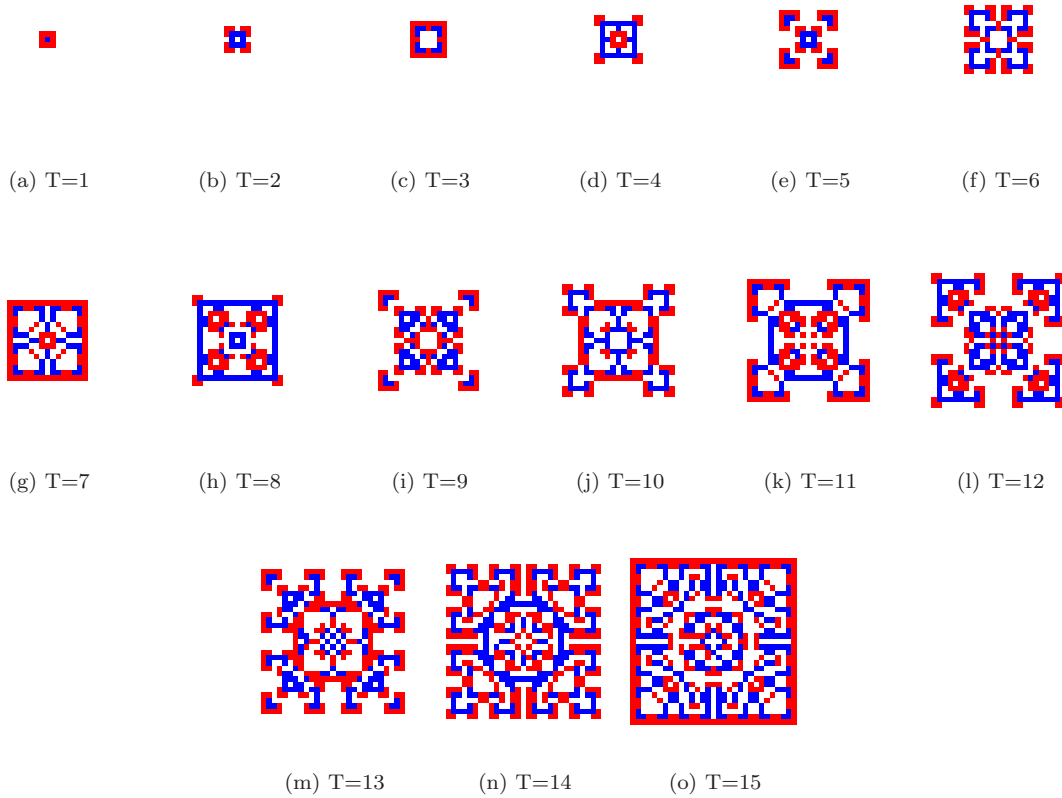 (a) T=1 (b) T=2 (c) T=3 (d) T=4 (e) T=5 (f) T=6
(g) T=7 (h) T=8 (i) T=9 (j) T=10 (k) T=11 (l) T=12
(m) T=13 (n) T=14 (o) T=15